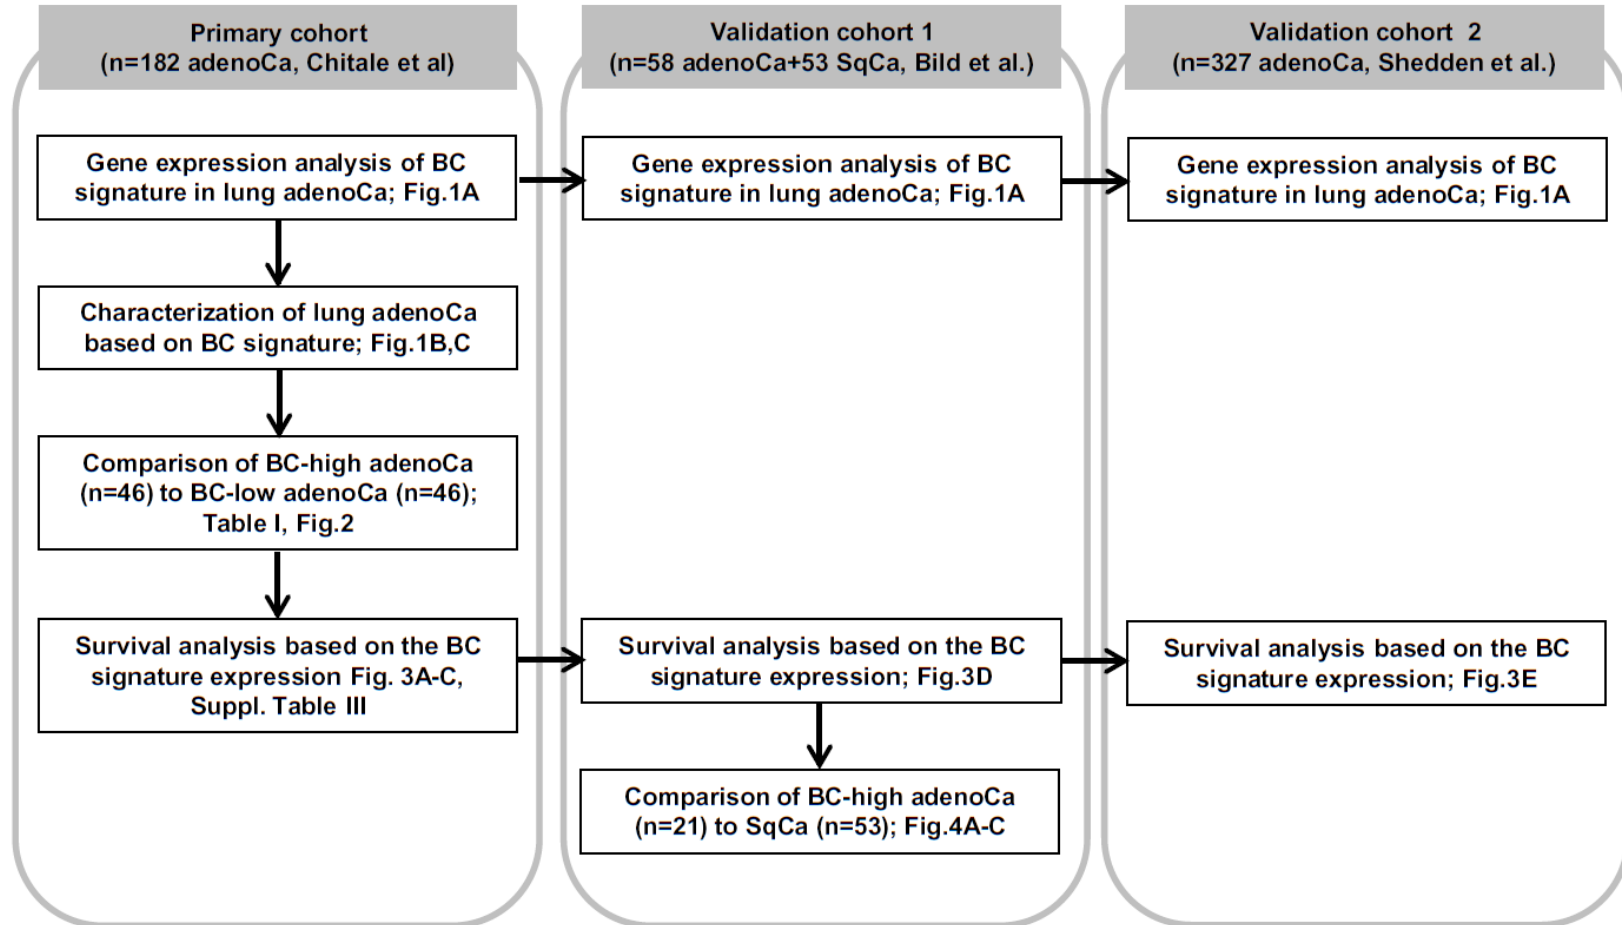 Primary cohort
(n=182 adenoCa, Chitale et al)
Gene expression analysis of BC
signature in lung adenoCa; Fig.1A
Characterization of lung adenoCa
based on BC signature; Fig.1B,C
Comparison of BC-high adenoCa
(n=46) to BC-low adenoCa (n=46);
Table I, Fig.2
Survival analysis based on the BC
signature expression Fig. 3A-C,
Suppl. Table III
Validation cohort 1
(n=58 adenoCa+53 SqCa, Bild et al.)
Gene expression analysis of BC
signature in lung adenoCa; Fig.1A
Survival analysis based on the BC
signature expression; Fig.3D
Comparison of BC-high adenoCa
(n=21) to SqCa (n=53); Fig.4A-C
Validation cohort 2
(n=327 adenoCa, Shedden et al.)
Gene expression analysis of BC
signature in lung adenoCa; Fig.1A
Survival analysis based on the BC
signature expression; Fig.3E